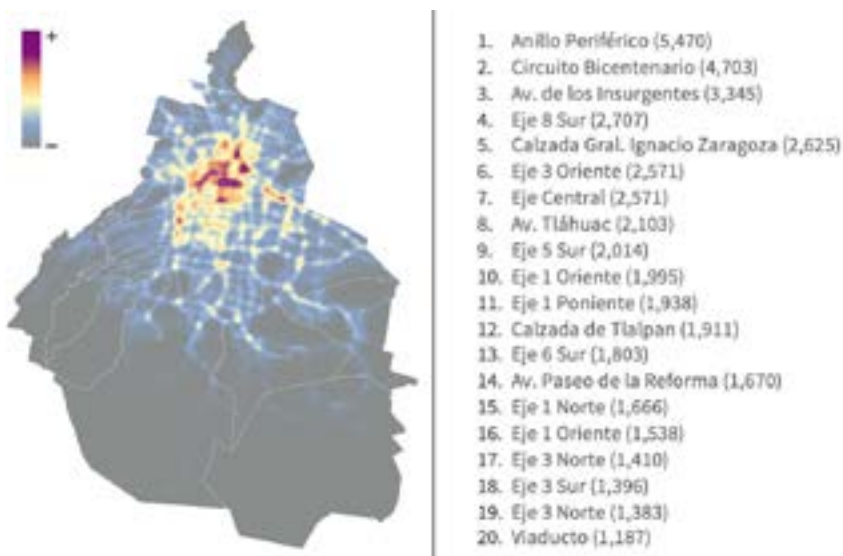 +
-
1. Anillo Periférico (5,470)
2. Circuito Bicentenario (4,703)
3. Av. de los Insurgentes (3,345)
4. Eje 8 Sur (2,707)
5. Calzada Gral. Ignacio Zaragoza (2,625)
6. Eje 3 Oriente (2,571)
7. Eje Central (2,571)
8. Av. Tláhuac (2,103)
9. Eje 5 Sur (2,014)
10. Eje 1 Oriente (1,995)
11. Eje 1 Poniente (1,938)
12. Calzada de Tlalpan (1,911)
13. Eje 6 Sur (1,803)
14. Av. Paseo de la Reforma (1,670)
15. Eje 1 Norte (1,666)
16. Eje 1 Oriente (1,538)
17. Eje 3 Norte (1,410)
18. Eje 3 Sur (1,396)
19. Eje 3 Norte (1,383)
20. Viaducto (1,187)